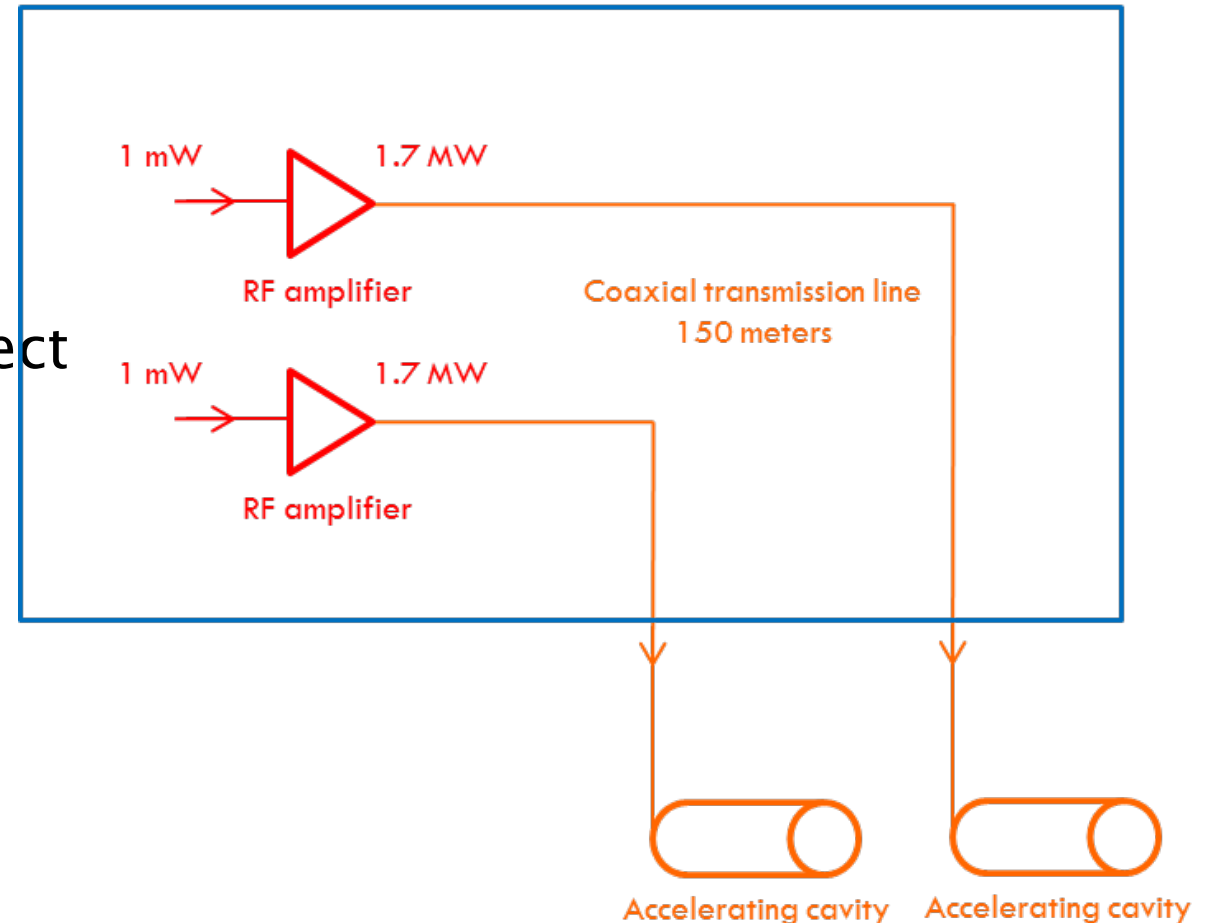 1 mW
1.7 MW
RF amplifier
Coaxial transmission line
150 meters
ect
1 mW
1.7 MW
RF amplifier
Accelerating cavity
Accelerating cavity